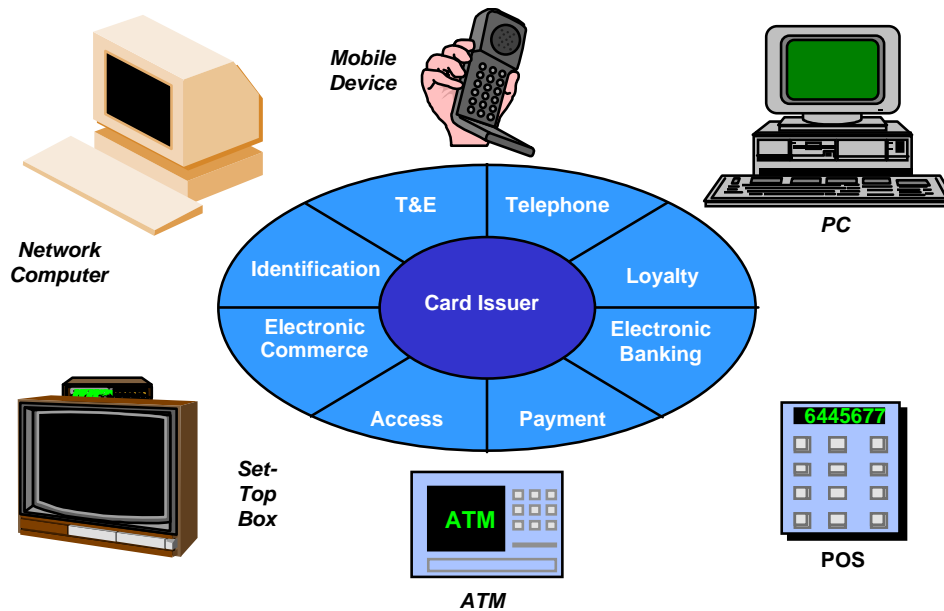 Mobile
Device
T&E
Telephone
PC
Network
Computer
Identification
Loyalty
Card Issuer
Electronic
Commerce
Electronic
Banking
Access
Payment
6445677
Set-
Top
Box
ATM
POS
ATM